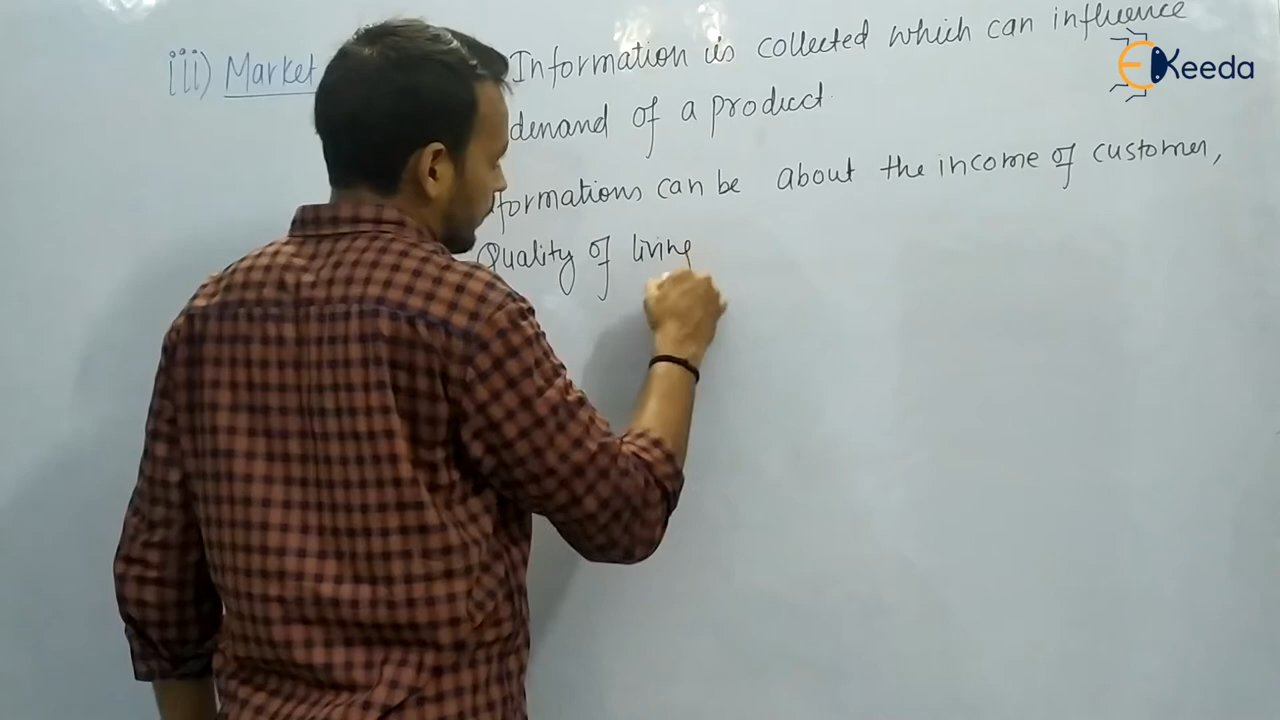 iii) Market Information is collected which can influence
demand of a product.
formations can be about the income of customer,
Quality of living
EKeeda